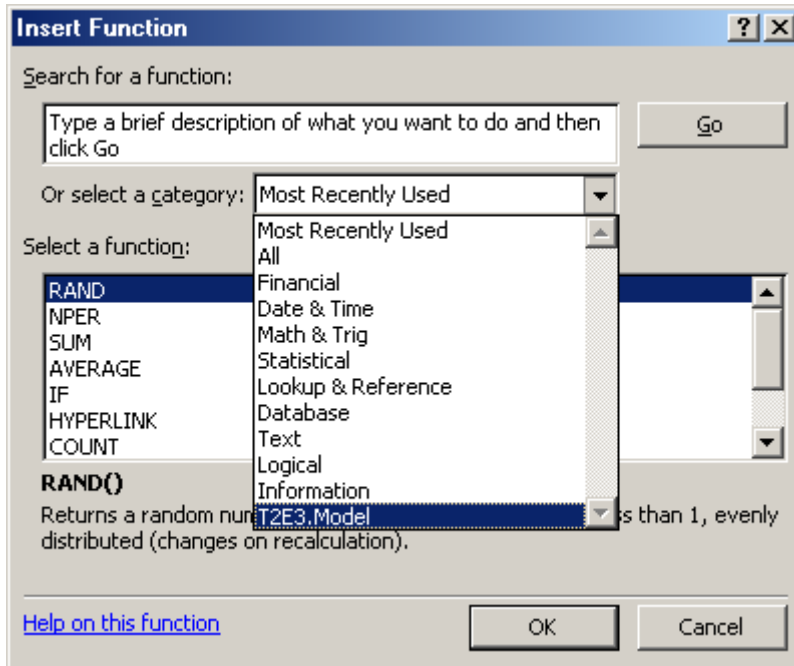 Insert Function
Search for a function:
Type a brief description of what you want to do and then
click Go
Go
Or select a category: Most Recently Used
Most Recently Used
All
Financial
Date & Time
Math & Trig
Statistical
Lookup & Reference
Database
Text
Logical
Information
T2E3.Model
Select a function:
RAND
NPER
SUM
AVERAGE
IF
HYPERLINK
COUNT
RAND()
Returns a random than 1, evenly
distributed (changes on recalculation).
Help on this function
OK
Cancel